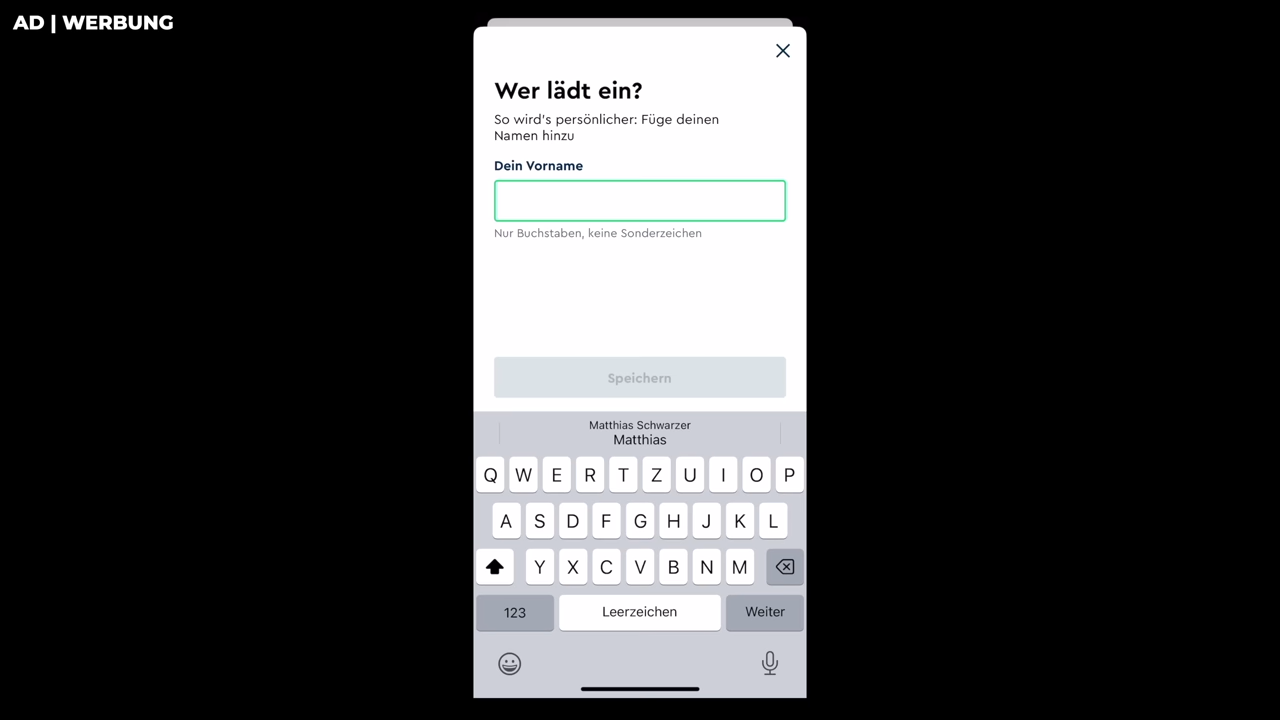 AD | WERBUNG
Wer lädt ein?
So wird's persönlicher: Füge deinen
Namen hinzu
Dein Vorname
Nur Buchstaben, keine Sonderzeichen
Speichern
Matthias Schwarzer
Matthias
Q W E R T Z U I O P
A S D F G H J K L
Y X C V B N M
123 Leerzeichen Weiter